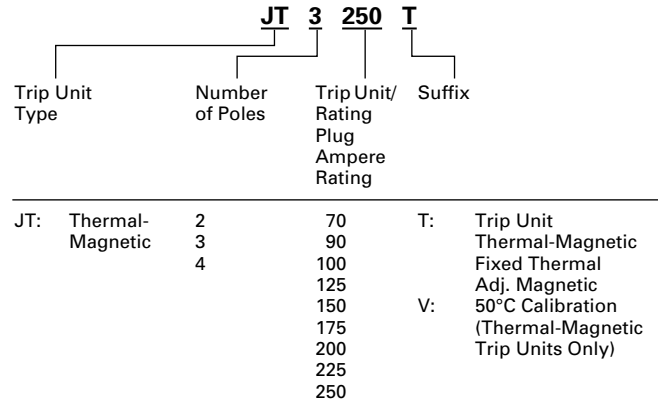 JT 3 250 T
Trip Unit Type
Number of Poles
Trip Unit/ Rating Plug Ampere Rating
Suffix
JT: Thermal-Magnetic
2
3
4
70
90
100
125
150
175
200
225
250
T: Trip Unit
Thermal-Magnetic
Fixed Thermal
Adj. Magnetic
V: 50°C Calibration
(Thermal-Magnetic
Trip Units Only)